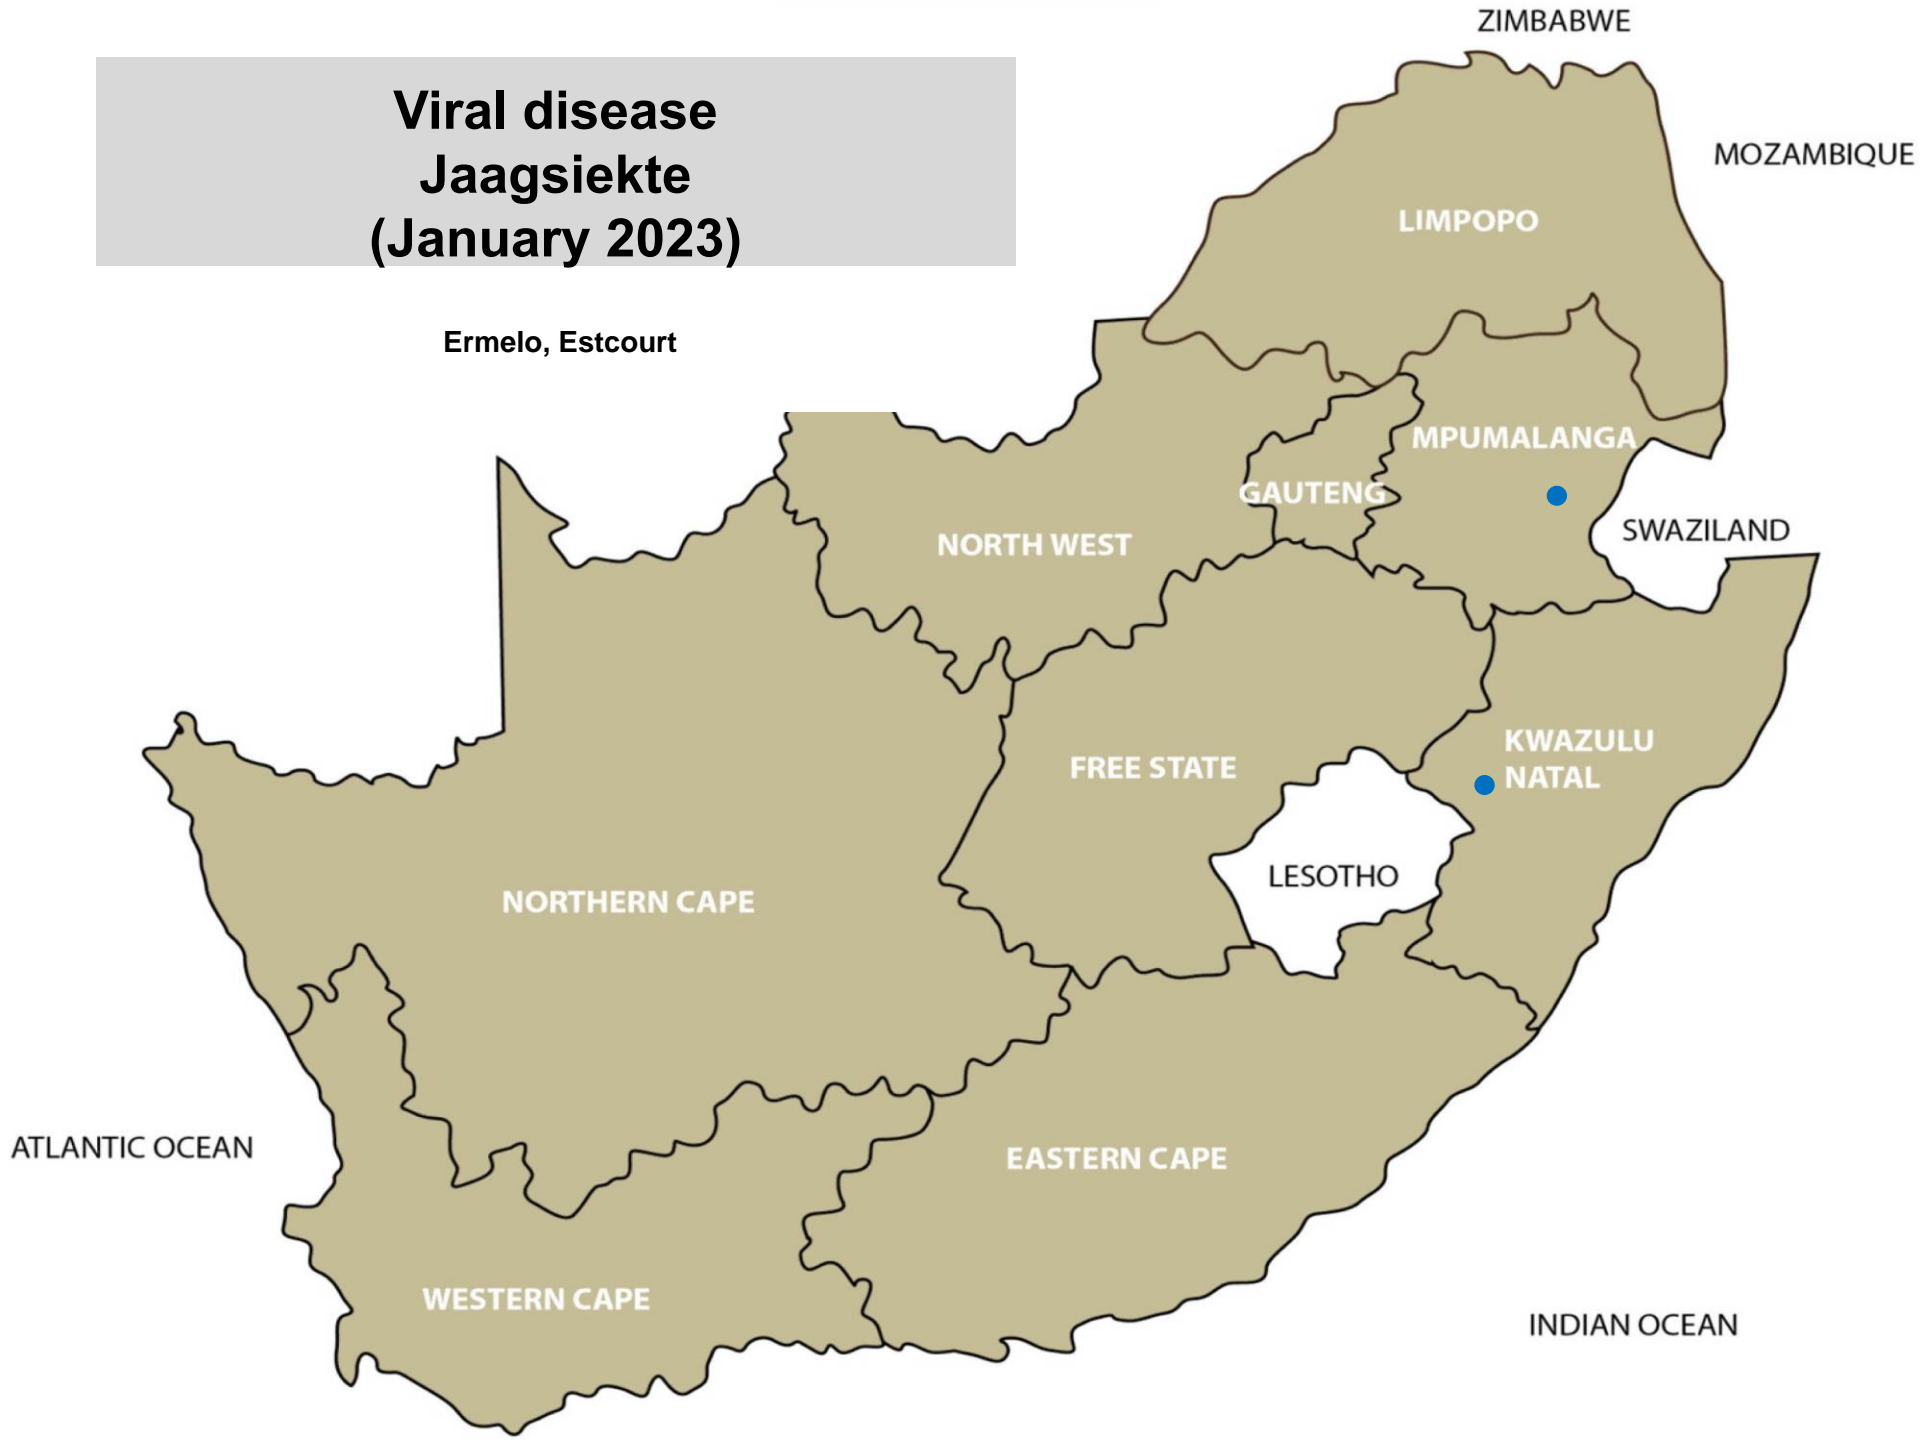 ZIMBABWE
Viral disease
Jaagsiekte
(January 2023)
MOZAMBIQUE
LIMPOPO
Ermelo, Estcourt
MPUMALANGA
GAUTENG
SWAZILAND
NORTH WEST
KWAZULU
NATAL
FREE STATE
LESOTHO
NORTHERN CAPE
ATLANTIC OCEAN
EASTERN CAPE
WESTERN CAPE
INDIAN OCEAN